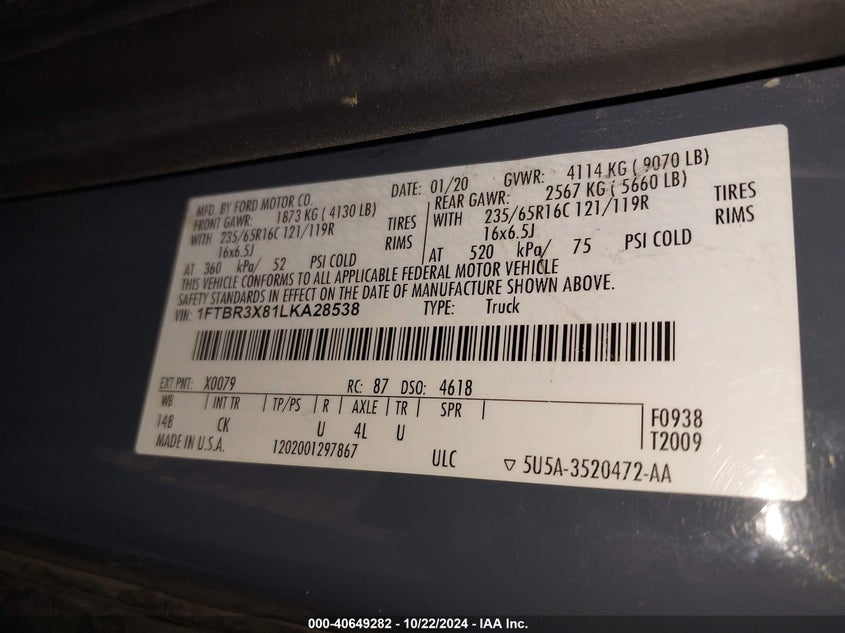 MFD. BY FORD MOTOR CO.
DATE: 01/20 GVWR: 4114 KG ( 9070 LB)
FRONT GAWR: 1873 KG ( 4130 LB)
REAR GAWR: 2567 KG ( 5660 LB)
WITH 235/65R16C 121/119R TIRES
WITH 235/65R16C 121/119R TIRES
16x6.5J RIMS
16x6.5J RIMS
AT 360 kPa/ 52 PSI COLD
AT 520 kPa/ 75 PSI COLD
THIS VEHICLE CONFORMS TO ALL APPLICABLE FEDERAL MOTOR VEHICLE
SAFETY STANDARDS IN EFFECT ON THE DATE OF MANUFACTURE SHOWN ABOVE.
VIN: 1FTBR3X81LKA28538 TYPE: Truck
EXT PNT: X0079 RC: 87 DSO: 4618
WB INT TR TP/PS R AXLE TR SPR
148 CK U 4L U
F0938
T2009
MADE IN U.S.A. 1202001297867 ULC ▽ 5U5A-3520472-AA
000-40649282 - 10/22/2024 - IAA Inc.